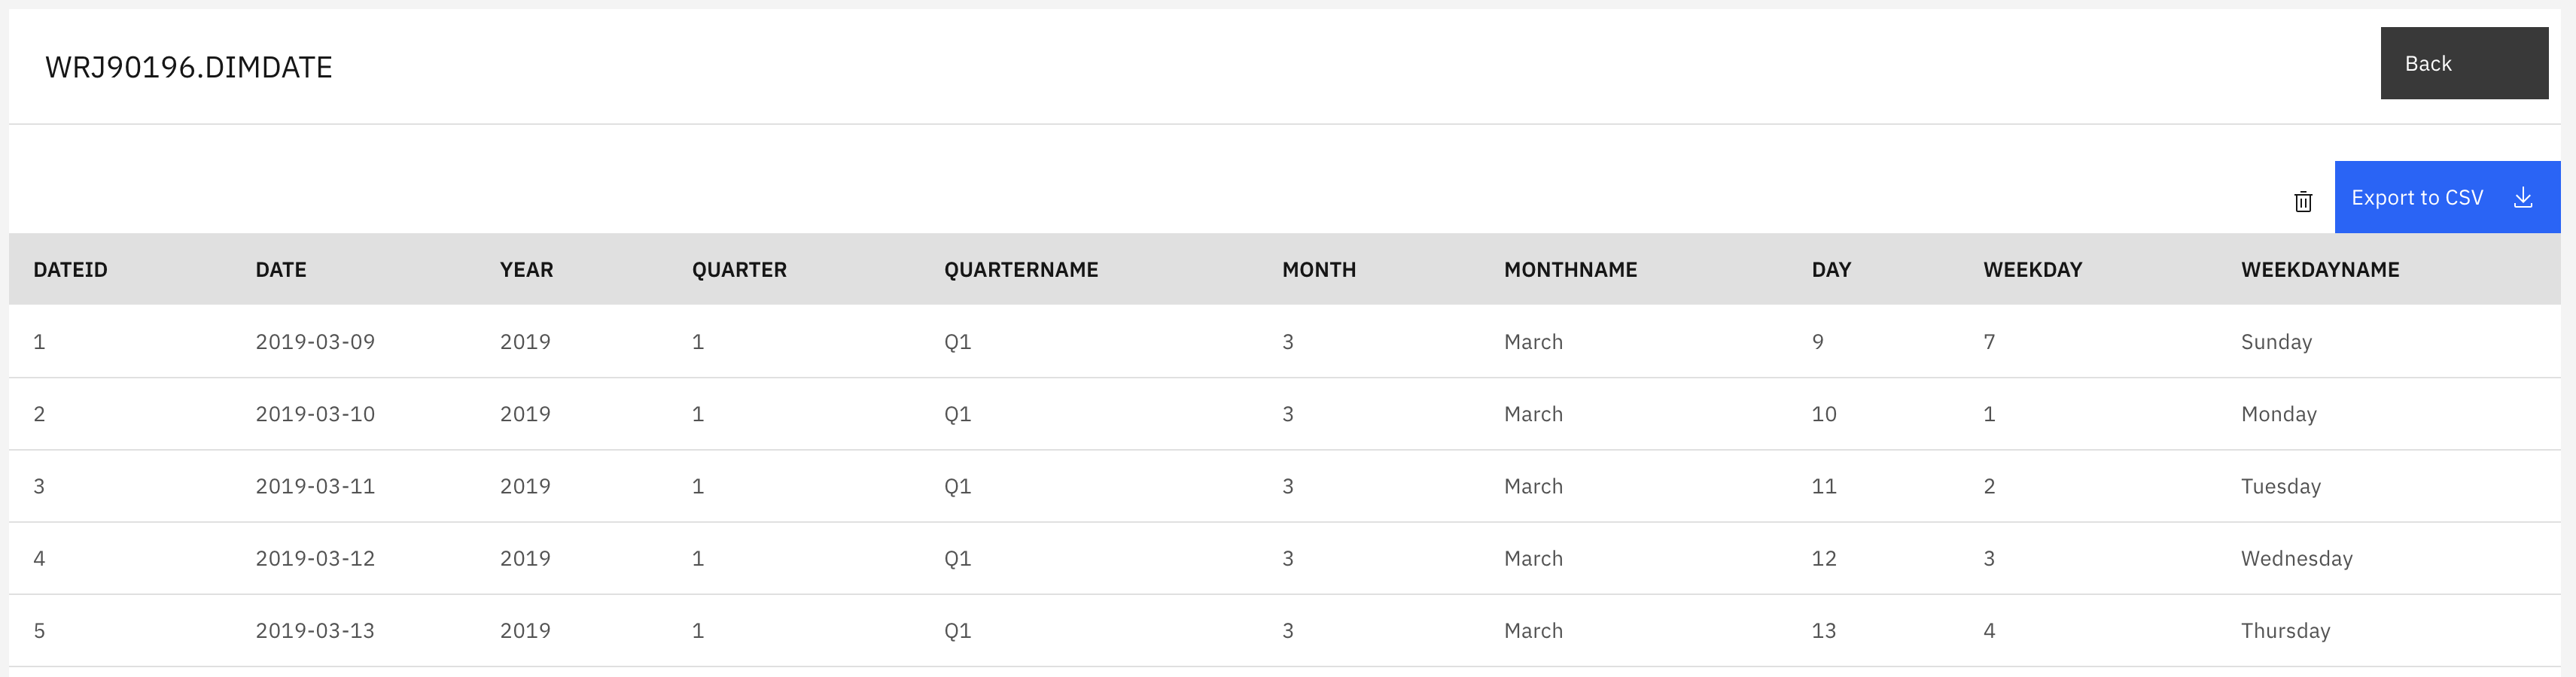 WRJ90196.DIMDATE
Back
Export to CSV
DATEID DATE YEAR QUARTER QUARTERNAME MONTH MONTHNAME DAY WEEKDAY WEEKDAYNAME
1 2019-03-09 2019 1 Q1 3 March 9 7 Sunday
2 2019-03-10 2019 1 Q1 3 March 10 1 Monday
3 2019-03-11 2019 1 Q1 3 March 11 2 Tuesday
4 2019-03-12 2019 1 Q1 3 March 12 3 Wednesday
5 2019-03-13 2019 1 Q1 3 March 13 4 Thursday